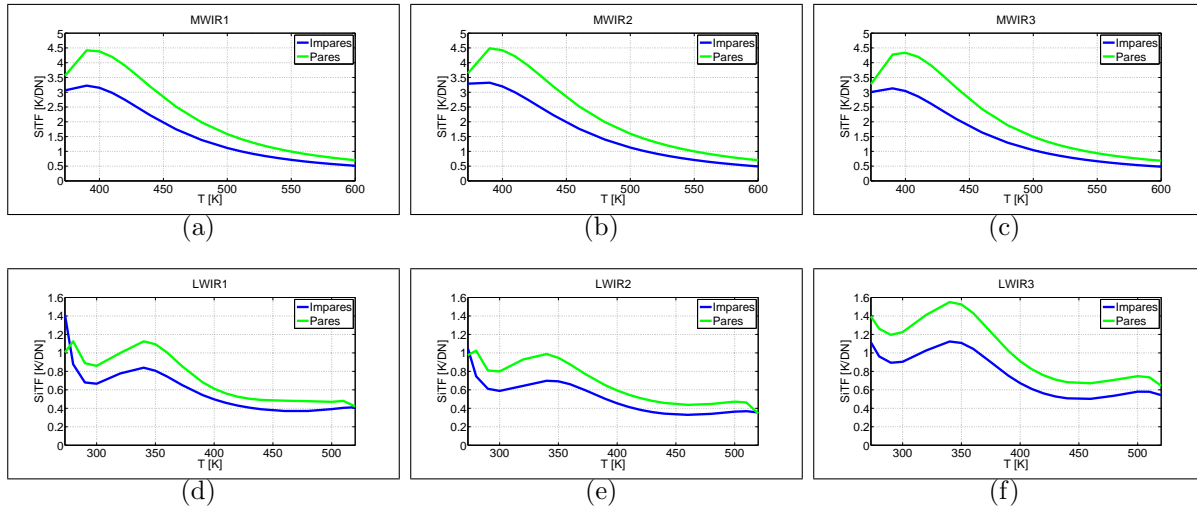 MWIR1
SiTF [K/DN]
5
4.5
4
3.5
3
2.5
2
1.5
1
0.5
0
400 450 500 550 600
T [K]
Impares
Pares
(a)
MWIR2
SiTF [K/DN]
5
4.5
4
3.5
3
2.5
2
1.5
1
0.5
0
400 450 500 550 600
T [K]
Impares
Pares
(b)
MWIR3
SiTF [K/DN]
5
4.5
4
3.5
3
2.5
2
1.5
1
0.5
0
400 450 500 550 600
T [K]
Impares
Pares
(c)
LWIR1
SiTF [K/DN]
1.6
1.4
1.2
1
0.8
0.6
0.4
0.2
0
300 350 400 450 500
T [K]
Impares
Pares
(d)
LWIR2
SiTF [K/DN]
1.6
1.4
1.2
1
0.8
0.6
0.4
0.2
0
300 350 400 450 500
T [K]
Impares
Pares
(e)
LWIR3
SiTF [K/DN]
1.6
1.4
1.2
1
0.8
0.6
0.4
0.2
0
300 350 400 450 500
T [K]
Impares
Pares
(f)